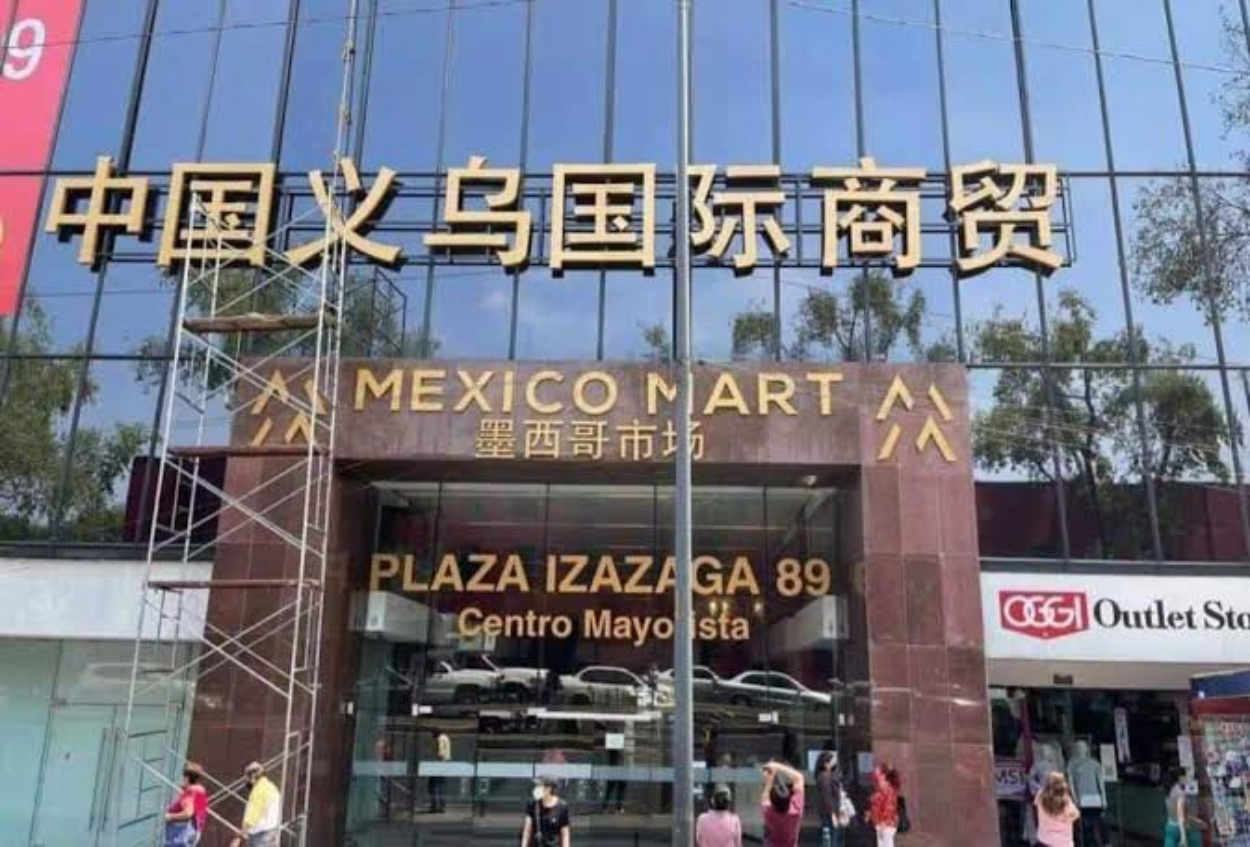 9
中国义乌国际商贸
MEXICO MART
墨西哥市场
PLAZA IZAZAGA 89
Centro Mayorista
OGGI Outlet Sto